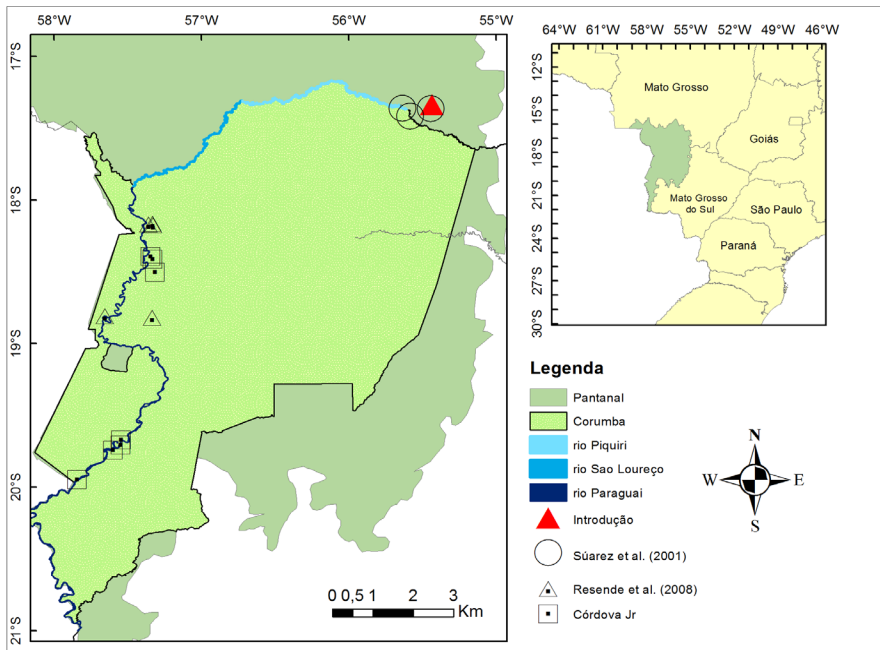 58°W 57°W 56°W 55°W
17°S
18°S
19°S
20°S
21°S
0 0,5 1 2 3
Km
64°W 60°W 58°W 55°W 52°W 49°W 46°W
12°S
15°S
18°S
21°S
24°S
27°S
30°S
Mato Grosso
Goiás
Mato Grosso
do Sul
São Paulo
Paraná
Legenda
Pantanal
Corumba
rio Piquiri
rio Sao Loureço
rio Paraguai
Introdução
Súarez et al. (2001)
Resende et al. (2008)
Córdova Jr
N
W E
S